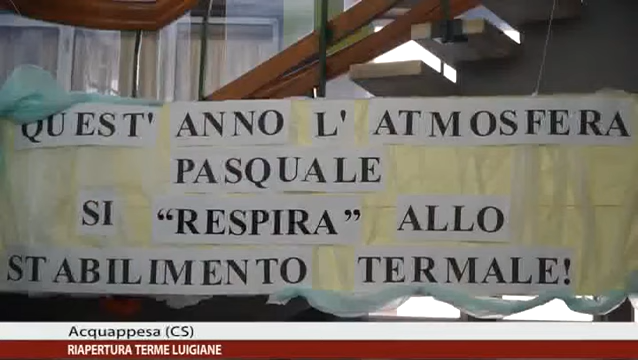 QUEST' ANNO L' ATMOSFERA
PASQUALE
SI “RESPIRA” ALLO
STABILIMENTO TERMALE!
Acquappesa (CS)
RIAPERTURA TERME LUIGIANE